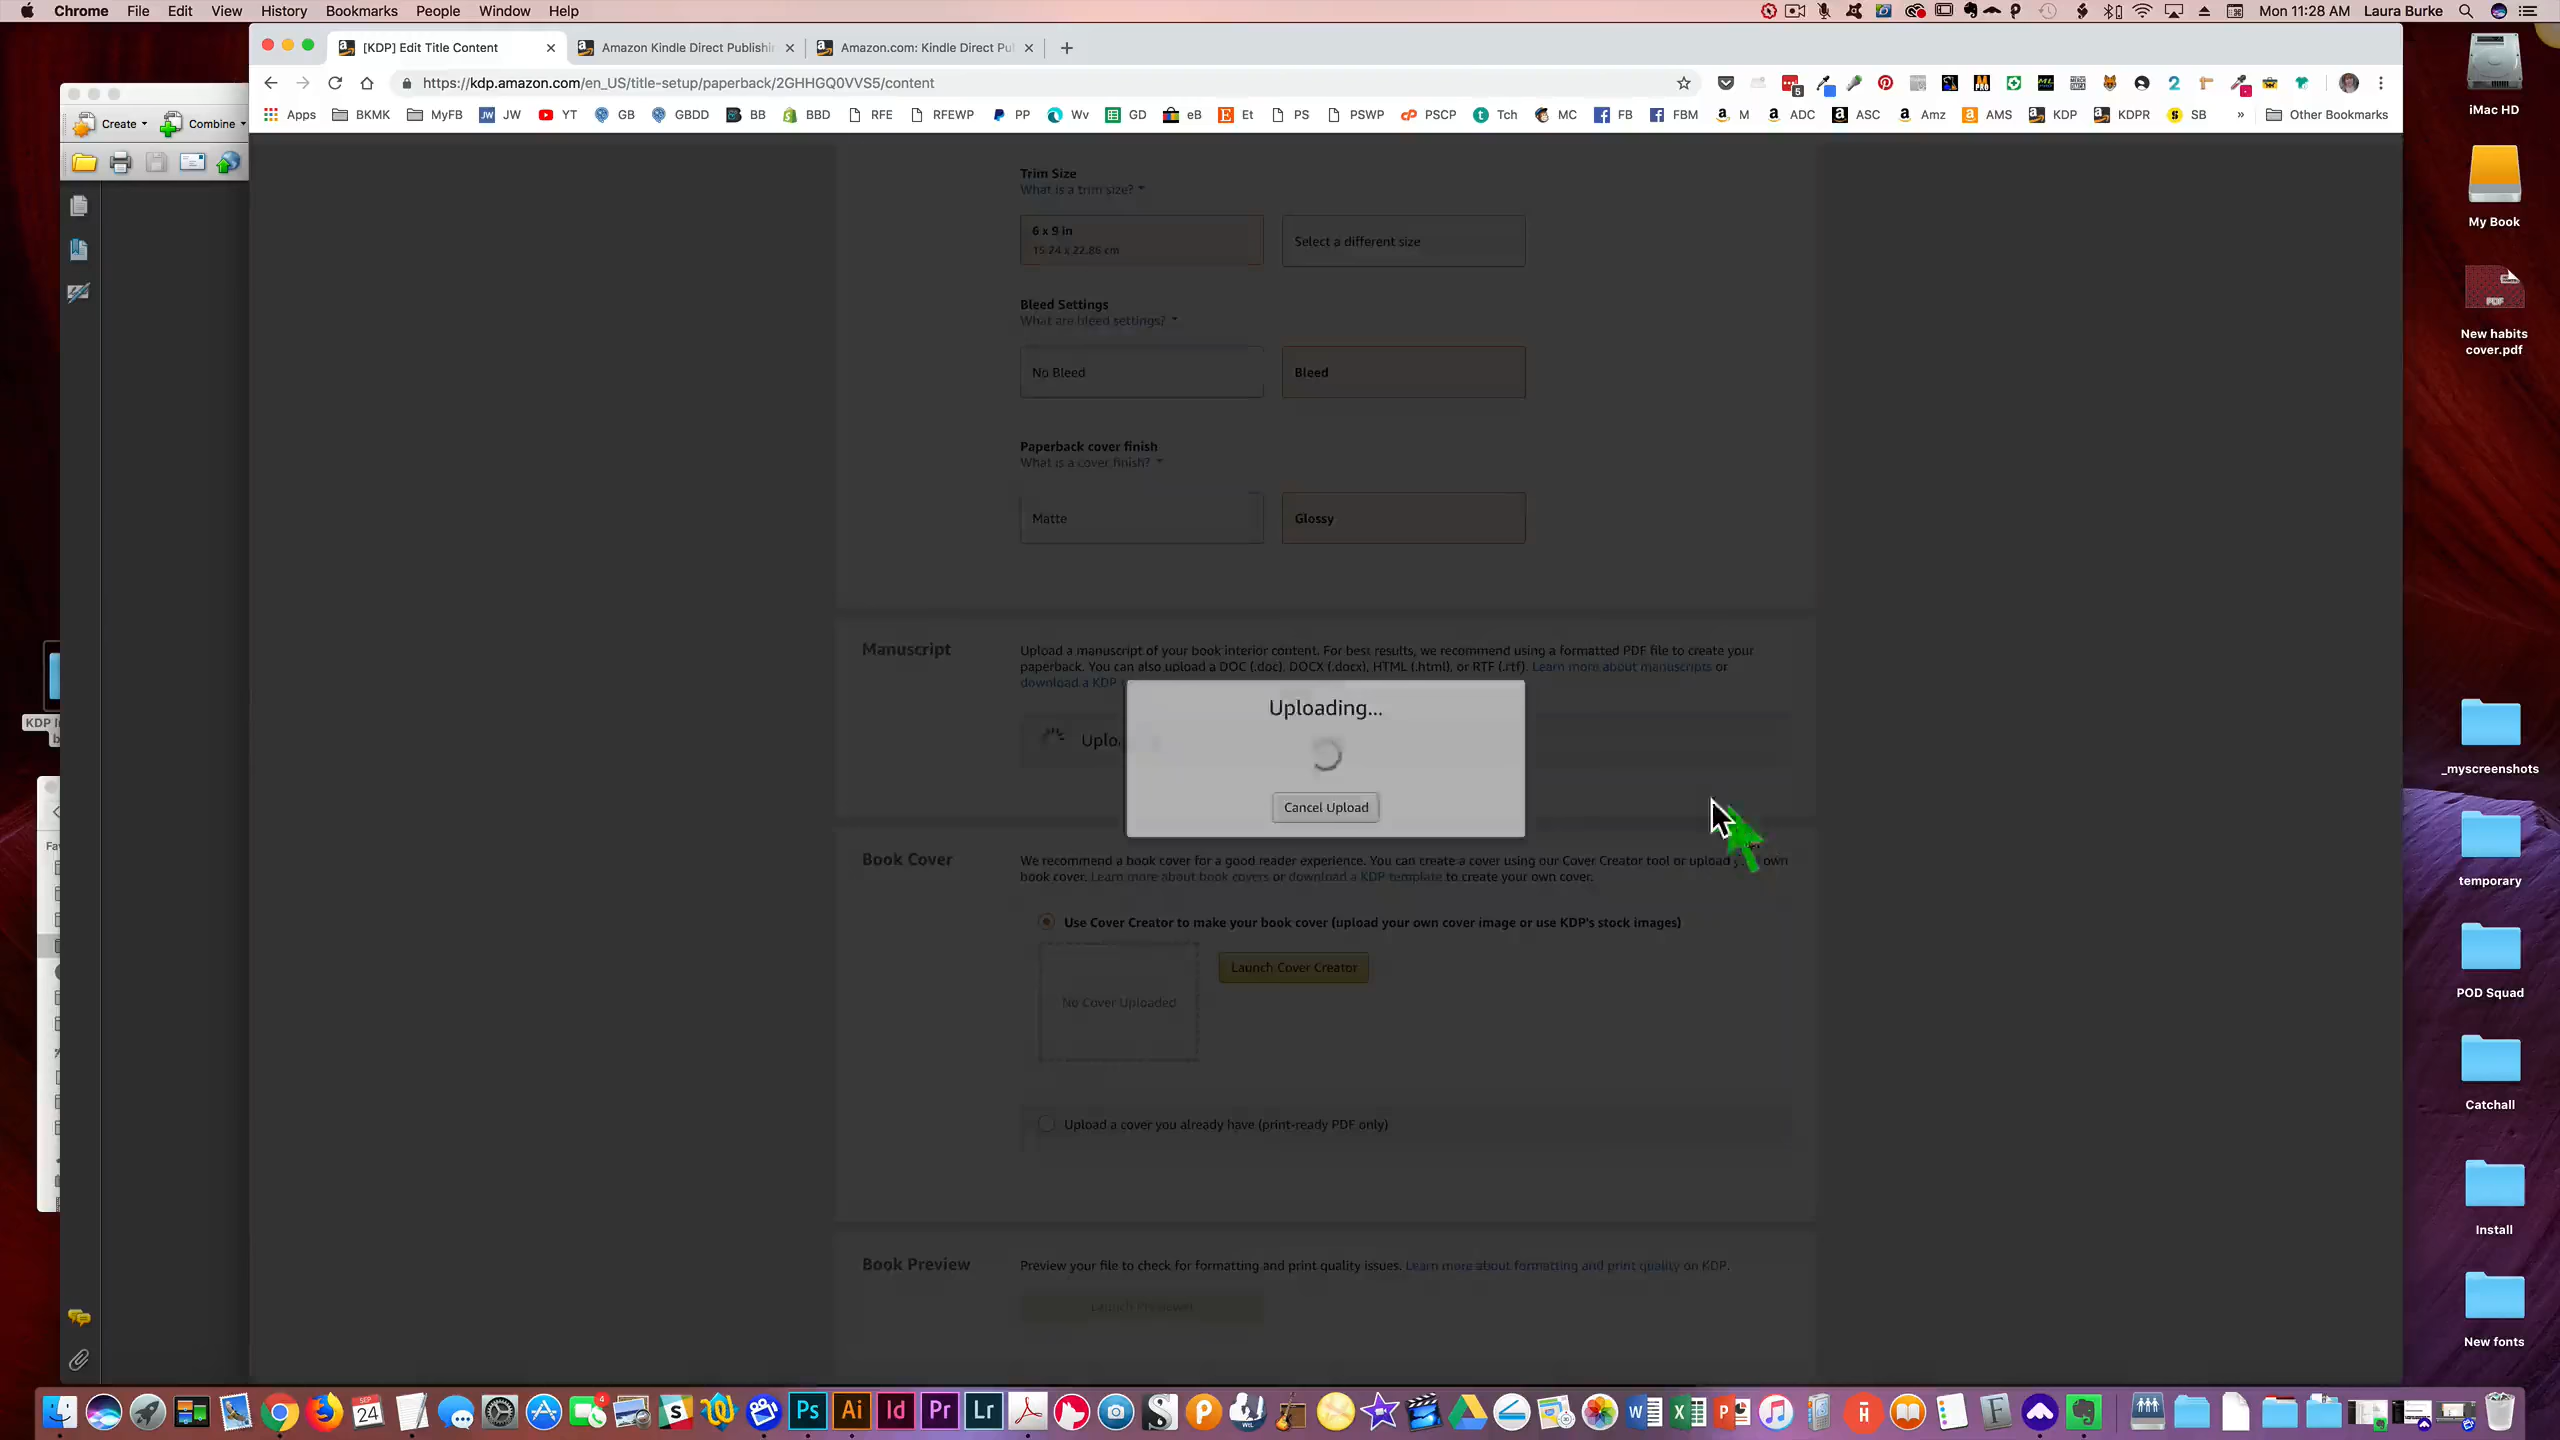 Chrome File Edit View History Bookmarks People Window Help
Mon 11:28 AM Laura Burke
[KDP] Edit Title Content
Amazon Kindle Direct Publishin
Amazon.com: Kindle Direct Pu
https://kdp.amazon.com/en_US/title-setup/paperback/2GHHGQ0VVS5/content
Create
Combine
Apps BKMK MyFB JW YT GB GBDD BB BBD RFE RFEWP PP Wv GD eB Et PS PSWP PSCP Tch MC FB FBM M ADC ASC Amz AMS KDP KDPR SB » Other Bookmarks
iMac HD
My Book
New habits
cover.pdf
_myscreenshots
temporary
POD Squad
Catchall
Install
New fonts
Trim Size
What is a trim size?
6 x 9 in
15.24 x 22.86 cm
Select a different size
Bleed Settings
What are bleed settings?
No Bleed
Bleed
Paperback cover finish
What is a cover finish?
Matte
Glossy
Manuscript
Upload a manuscript of your book interior content. For best results, we recommend using a formatted PDF file to create your
paperback. You can also upload a DOC (.doc), DOCX (.docx), HTML (.html), or RTF (.rtf). Learn more about manuscripts or
download a KDP
Uploading...
Cancel Upload
Book Cover
We recommend a book cover for a good reader experience. You can create a cover using our Cover Creator tool or upload own
book cover. Learn more about book covers or download a KDP template to create your own cover.
Use Cover Creator to make your book cover (upload your own cover image or use KDP's stock images)
Launch Cover Creator
No Cover Uploaded
Upload a cover you already have (print-ready PDF only)
Book Preview
Preview your file to check for formatting and print quality issues. Learn more about formatting and print quality on KDP.
Launch Previewer
SEP
24
Ps Ai Id Pr Lr